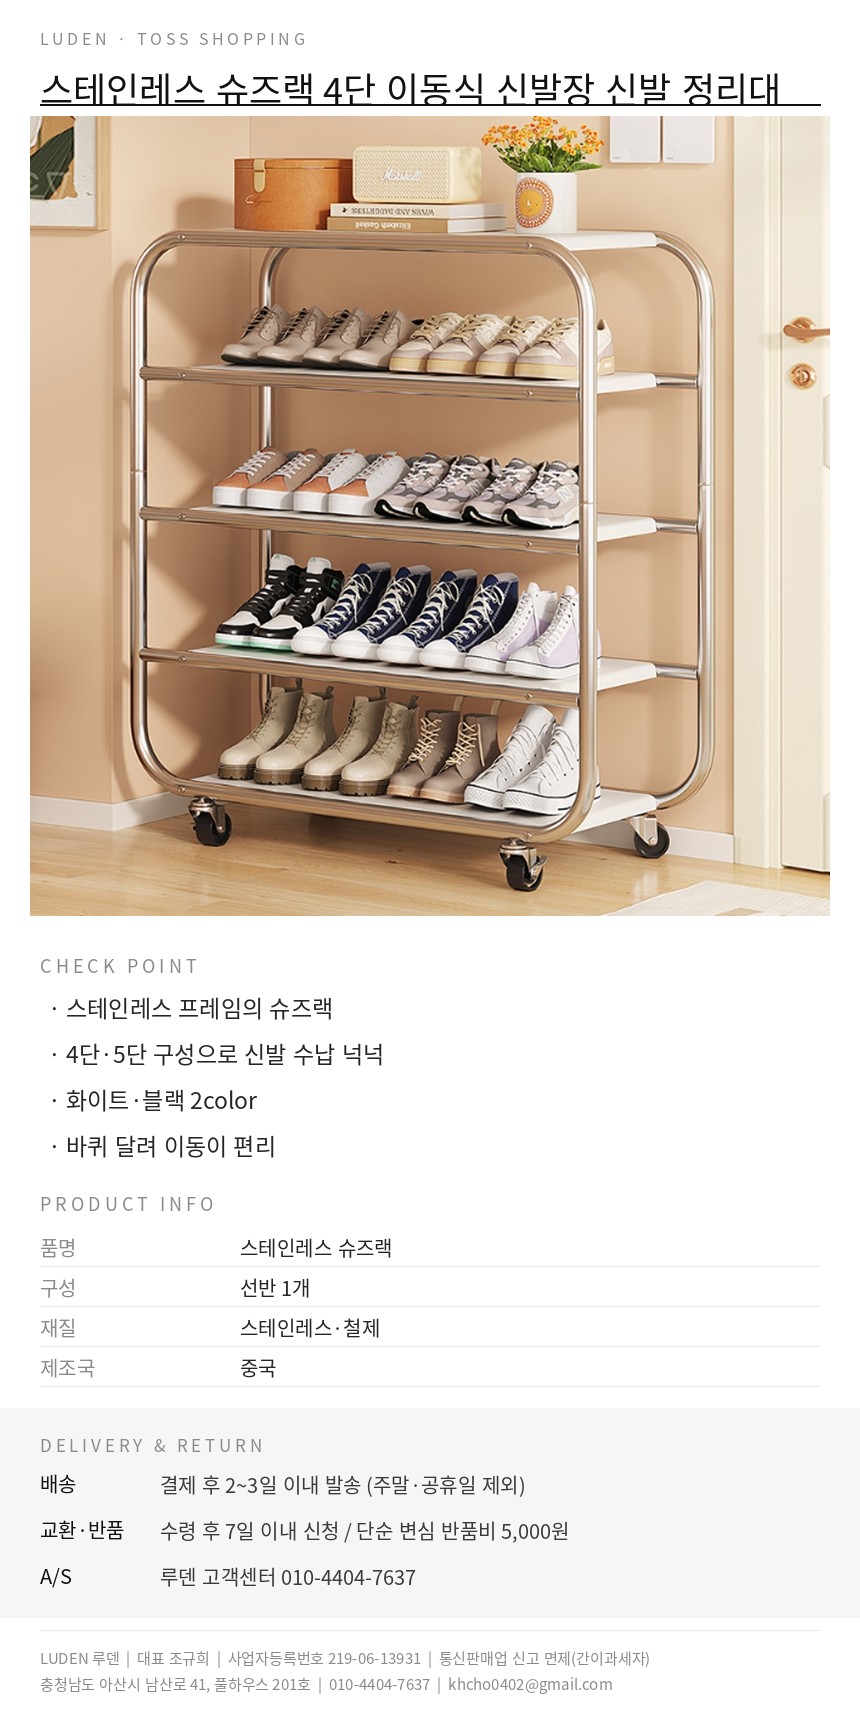 LUDEN · TOSS SHOPPING
스테인레스 슈즈랙 4단 이동식 신발장 신발 정리대
Marshall
WIVES AND DAUGHTERS
Elizabeth Gaskell
CHECK POINT
· 스테인레스 프레임의 슈즈랙
· 4단·5단 구성으로 신발 수납 넉넉
· 화이트·블랙 2color
· 바퀴 달려 이동이 편리
PRODUCT INFO
품명 스테인레스 슈즈랙
구성 선반 1개
재질 스테인레스·철제
제조국 중국
DELIVERY & RETURN
배송 결제 후 2~3일 이내 발송 (주말·공휴일 제외)
교환·반품 수령 후 7일 이내 신청 / 단순 변심 반품비 5,000원
A/S 루덴 고객센터 010-4404-7637
LUDEN 루덴 | 대표 조규희 | 사업자등록번호 219-06-13931 | 통신판매업 신고 면제(간이과세자)
충청남도 아산시 남산로 41, 풀하우스 201호 | 010-4404-7637 | khcho0402@gmail.com